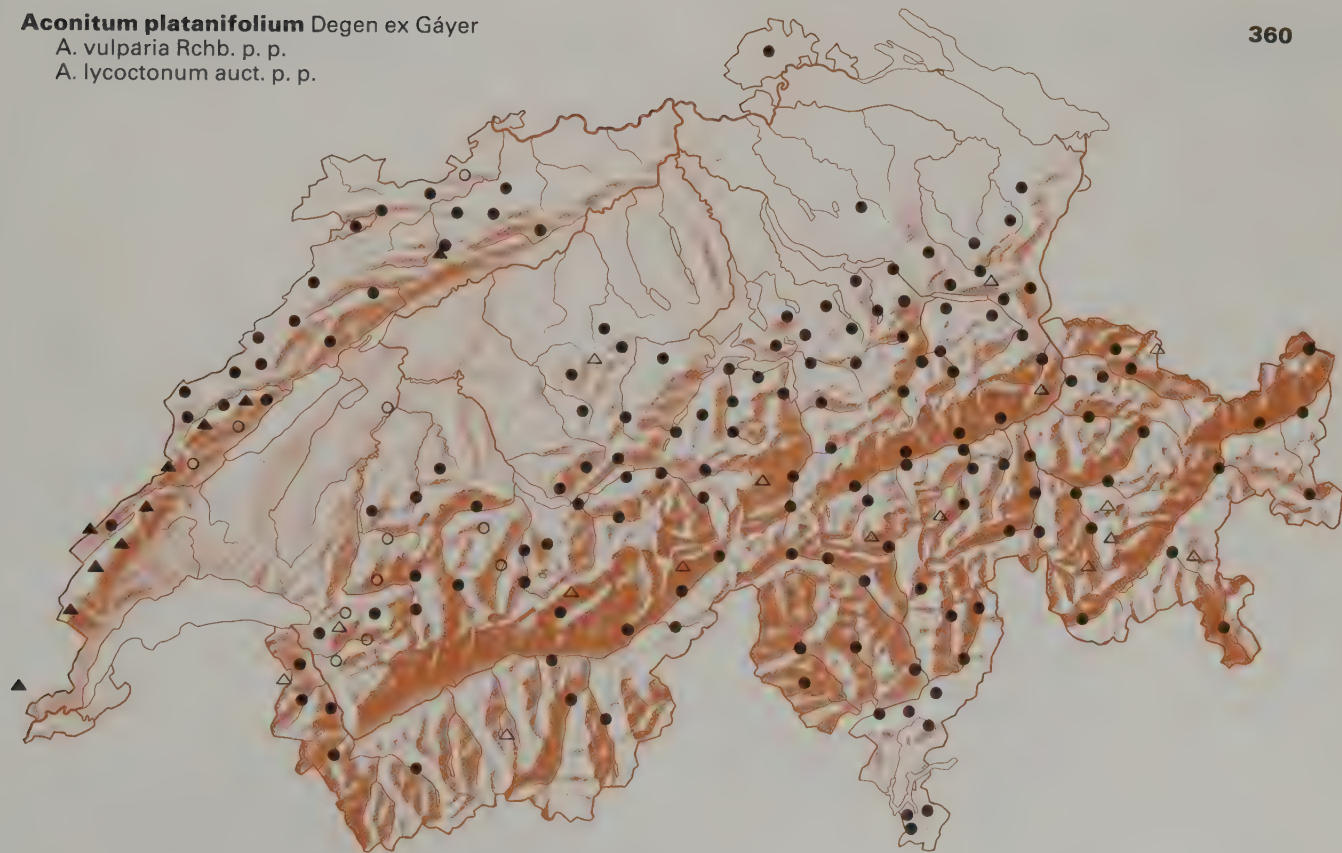 Aconitum platanifolium Degen ex Gáyer
A. vulparia Rchb. p. p.
A. lycoctonum auct. p. p.
360